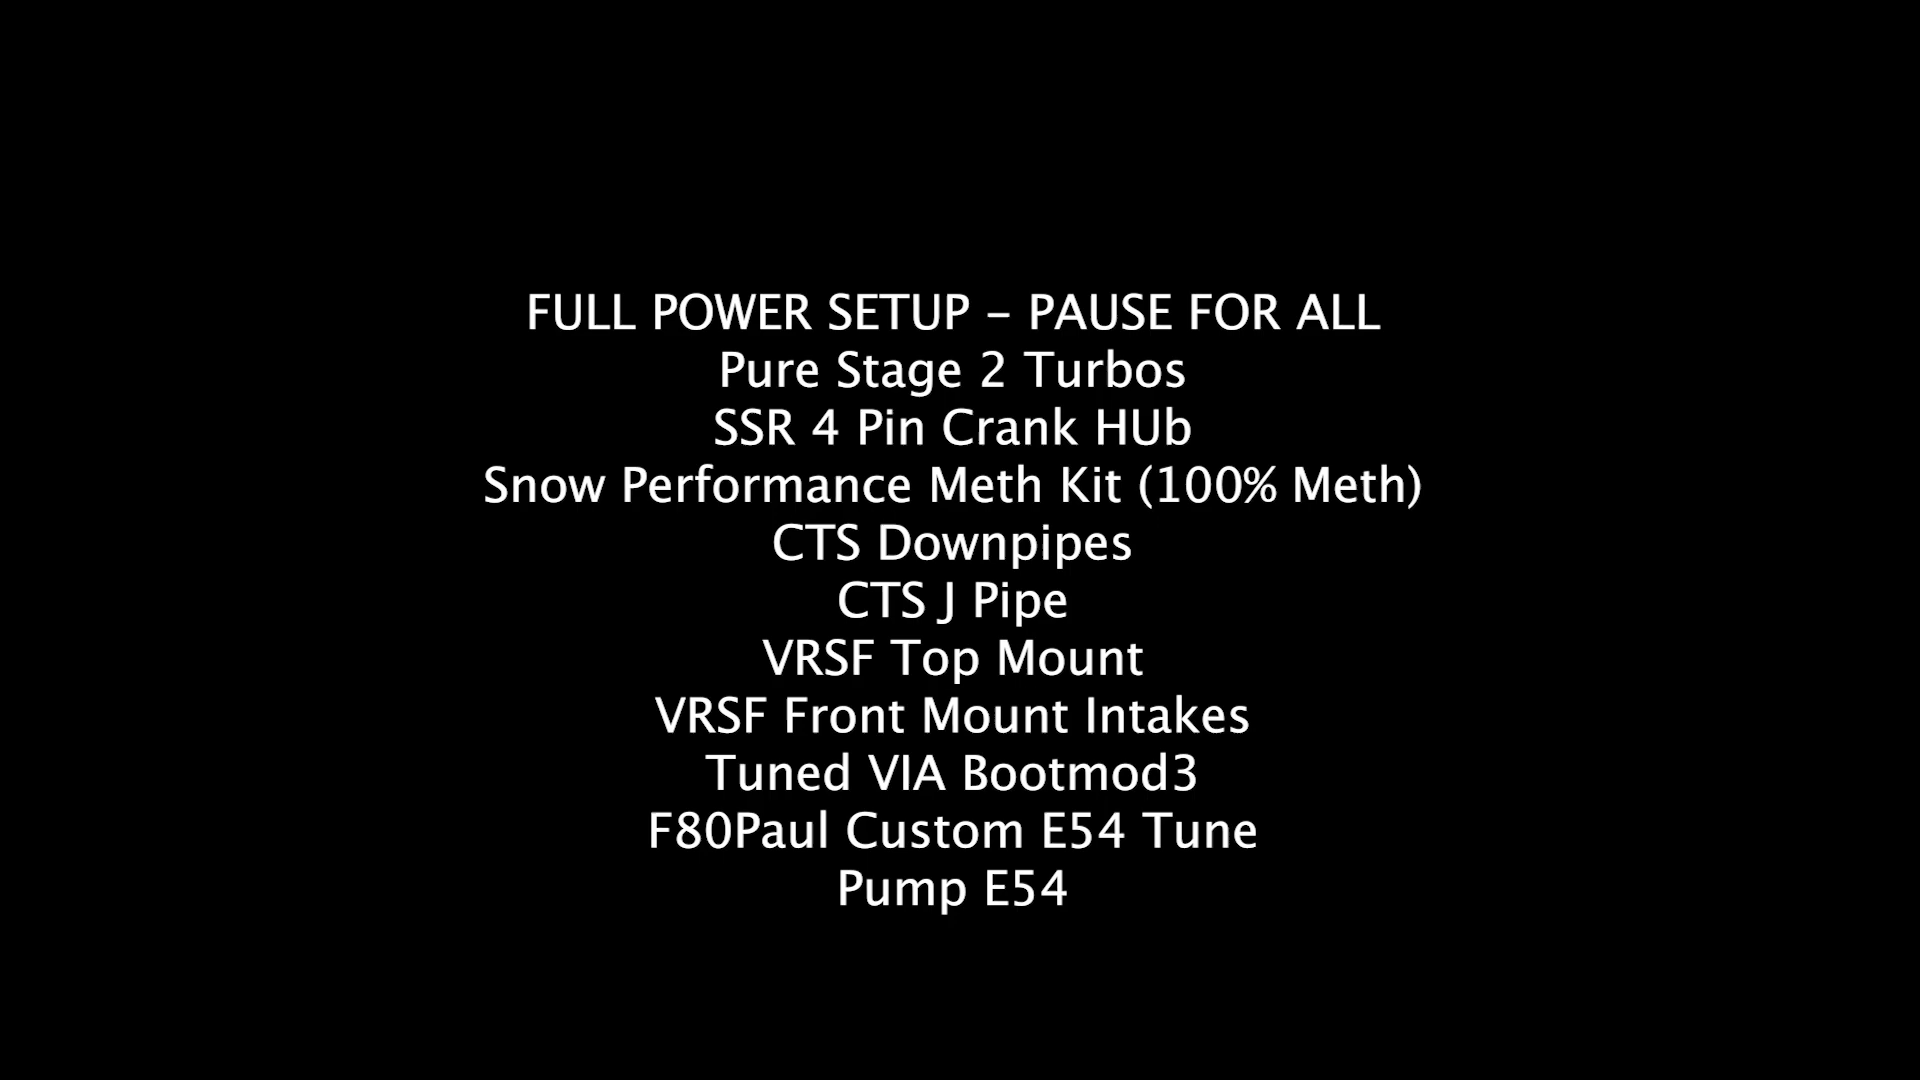 FULL POWER SETUP – PAUSE FOR ALL
Pure Stage 2 Turbos
SSR 4 Pin Crank HUb
Snow Performance Meth Kit (100% Meth)
CTS Downpipes
CTS J Pipe
VRSF Top Mount
VRSF Front Mount Intakes
Tuned VIA Bootmod3
F80Paul Custom E54 Tune
Pump E54